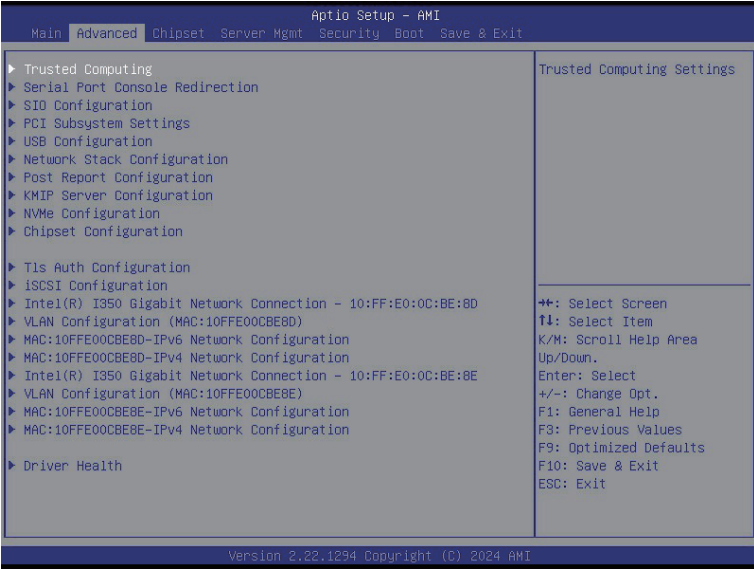 Aptio Setup – AMI
Main Advanced Chipset Server Mgmt Security Boot Save & Exit
Trusted Computing
Serial Port Console Redirection
SIO Configuration
PCI Subsystem Settings
USB Configuration
Network Stack Configuration
Post Report Configuration
KMIP Server Configuration
NVMe Configuration
Chipset Configuration
Tls Auth Configuration
iSCSI Configuration
Intel(R) I350 Gigabit Network Connection – 10:FF:E0:0C:BE:8D
VLAN Configuration (MAC:10FFE00CBE8D)
MAC:10FFE00CBE8D-IPv6 Network Configuration
MAC:10FFE00CBE8D-IPv4 Network Configuration
Intel(R) I350 Gigabit Network Connection – 10:FF:E0:0C:BE:8E
VLAN Configuration (MAC:10FFE00CBE8E)
MAC:10FFE00CBE8E-IPv6 Network Configuration
MAC:10FFE00CBE8E-IPv4 Network Configuration
Driver Health
Trusted Computing Settings
→←: Select Screen
↑↓: Select Item
K/M: Scroll Help Area
Up/Down.
Enter: Select
+/-: Change Opt.
F1: General Help
F3: Previous Values
F9: Optimized Defaults
F10: Save & Exit
ESC: Exit
Version 2.22.1294 Copyright (C) 2024 AMI